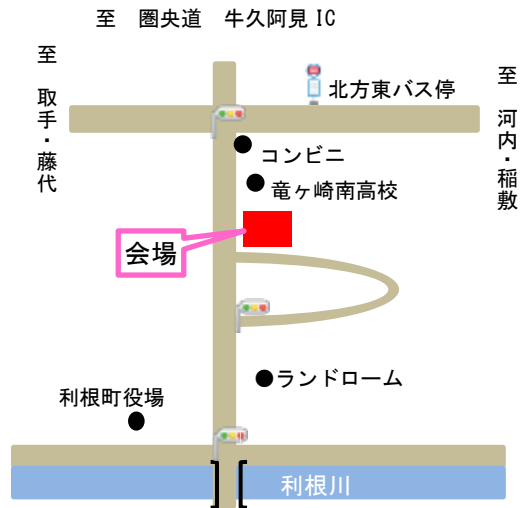 至 圏央道 牛久阿見 IC
至 取手・藤代
北方東バス停
至 河内・稲敷
コンビニ
竜ヶ崎南高校
会場
ランドローム
利根町役場
利根川